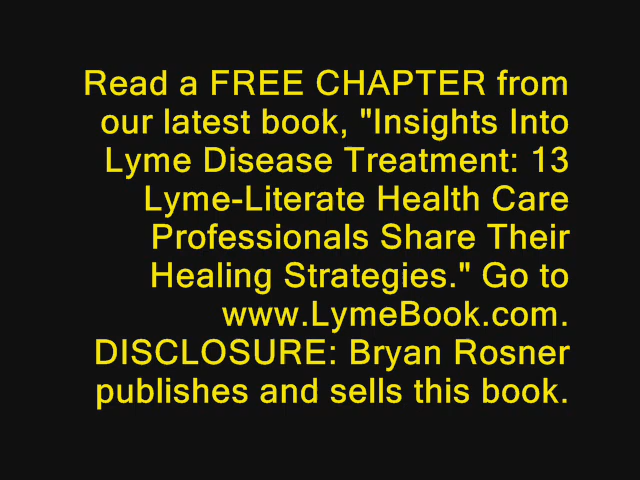 Read a FREE CHAPTER from
our latest book, "Insights Into
Lyme Disease Treatment: 13
Lyme-Literate Health Care
Professionals Share Their
Healing Strategies." Go to
www.LymeBook.com.
DISCLOSURE: Bryan Rosner
publishes and sells this book.